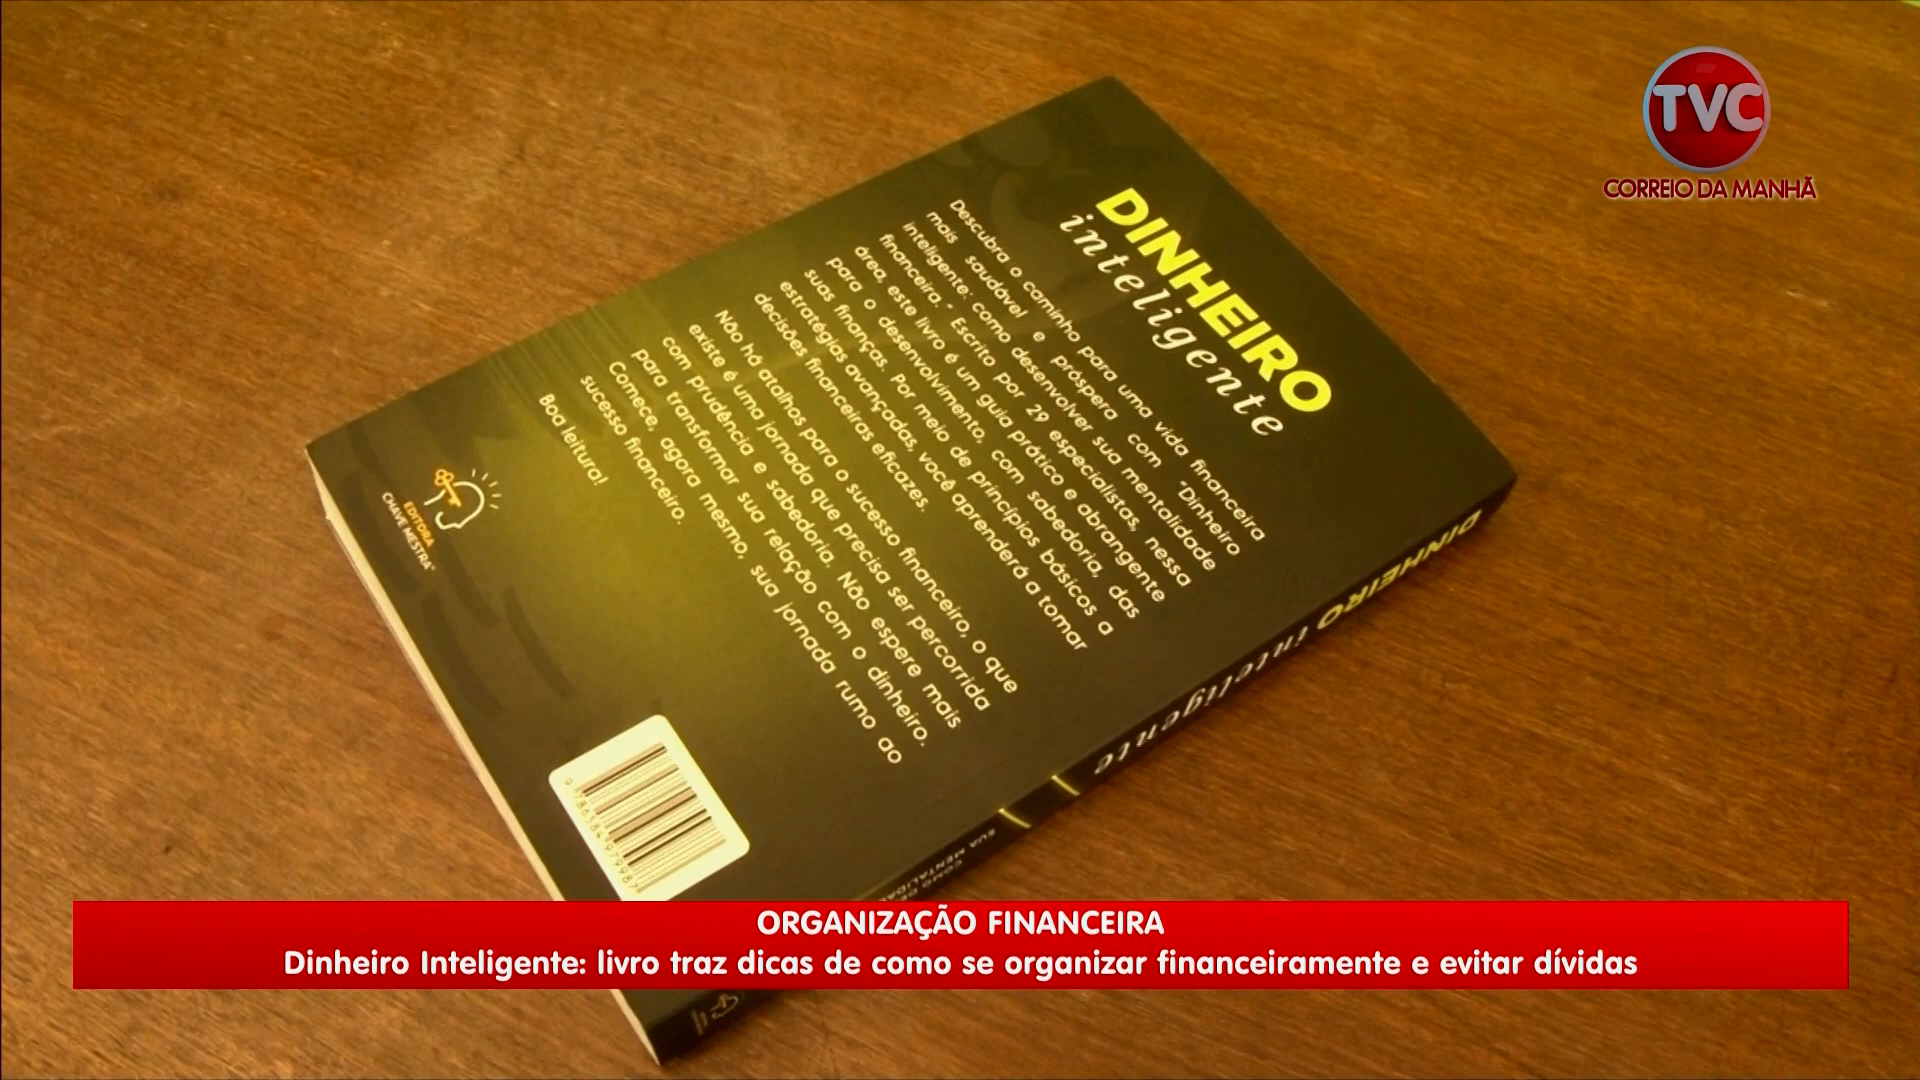 TVC
CORREIO DA MANHÃ
DINHEIRO
inteligente
Descubra o caminho para uma vida financeira
mais saudável e próspera com "Dinheiro
inteligente: como desenvolver sua mentalidade
financeira." Escrito por 29 especialistas, nessa
área, este livro é um guia prático e abrangente
para o desenvolvimento, com sabedoria, das
suas finanças. Por meio de princípios básicos a
estratégias avançadas, você aprenderá a tomar
decisões financeiras eficazes.
Não há atalhos para o sucesso financeiro, o que
existe é uma jornada que precisa ser percorrida
com prudência e sabedoria. Não espere mais
para transformar sua relação com o dinheiro.
Comece, agora mesmo, sua jornada rumo ao
sucesso financeiro.
Boa leitura!
EDITORA
CHAVE MESTRA
DINHEIRO inteligente
SUA MENTALIDADE
ORGANIZAÇÃO FINANCEIRA
Dinheiro Inteligente: livro traz dicas de como se organizar financeiramente e evitar dívidas